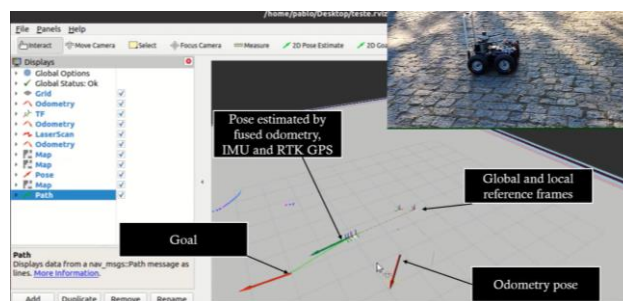 /home/pablo/Desktop/teste.rviz
File Panels Help
Interact Move Camera Select Focus Camera Measure 2D Pose Estimate 2D Goa
Displays
Global Options
Global Status: Ok
Grid
Odometry
TF
Odometry
LaserScan
Odometry
Map
Map
Pose
Map
Path
Path
Displays data from a nav_msgs::Path message as
lines. More Information.
Add Duplicate Remove Rename
Pose estimated by
fused odometry,
IMU and RTK GPS
Global and local
reference frames
Goal
Odometry pose